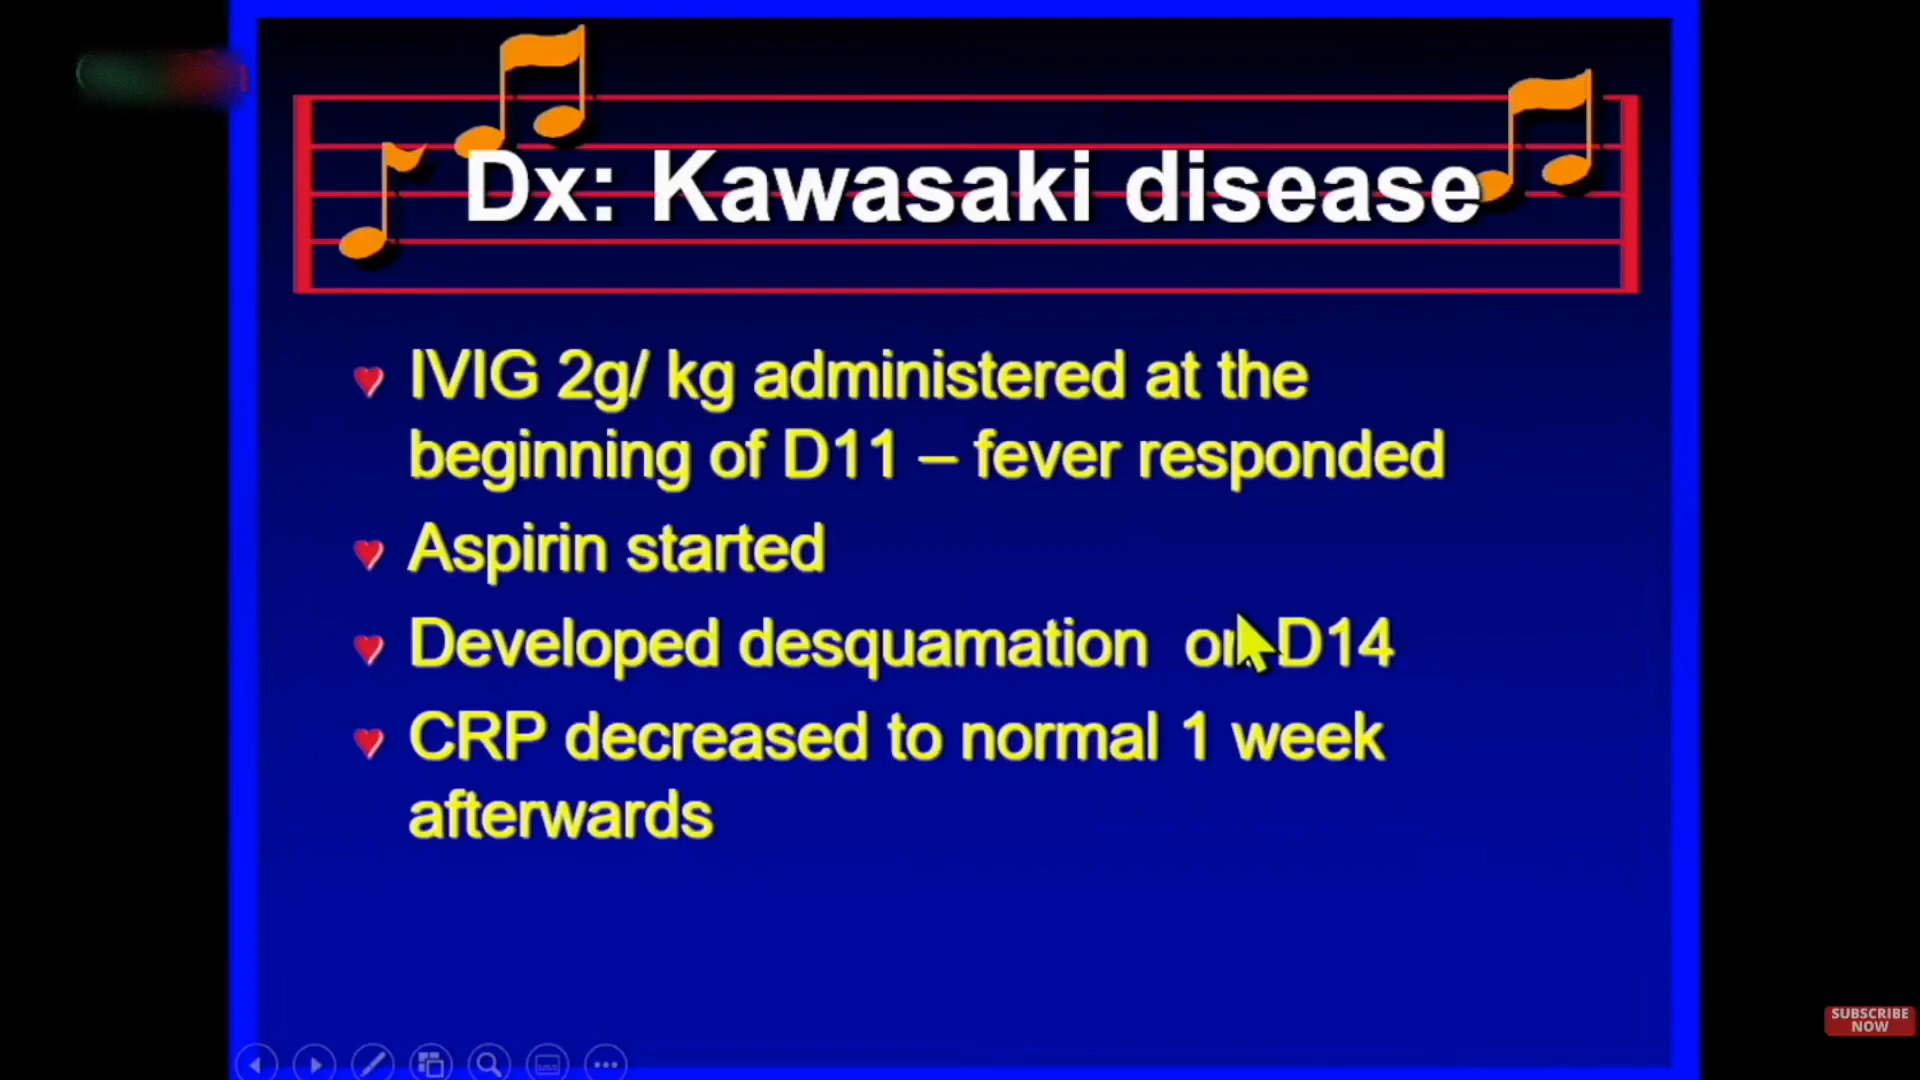 Dx: Kawasaki disease
IVIG 2g/ kg administered at the
beginning of D11 – fever responded
Aspirin started
Developed desquamation on D14
CRP decreased to normal 1 week
afterwards
SUBSCRIBE
NOW